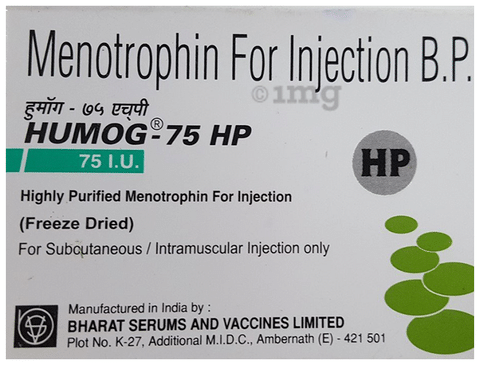 Menotrophin For Injection B.P.
©1mg
हुमॉग - ७५ एच्पी
HUMOG®-75 HP
75 I.U.
HP
Highly Purified Menotrophin For Injection
(Freeze Dried)
For Subcutaneous / Intramuscular Injection only
Manufactured in India by :
BHARAT SERUMS AND VACCINES LIMITED
Plot No. K-27, Additional M.I.D.C., Ambernath (E) - 421 501